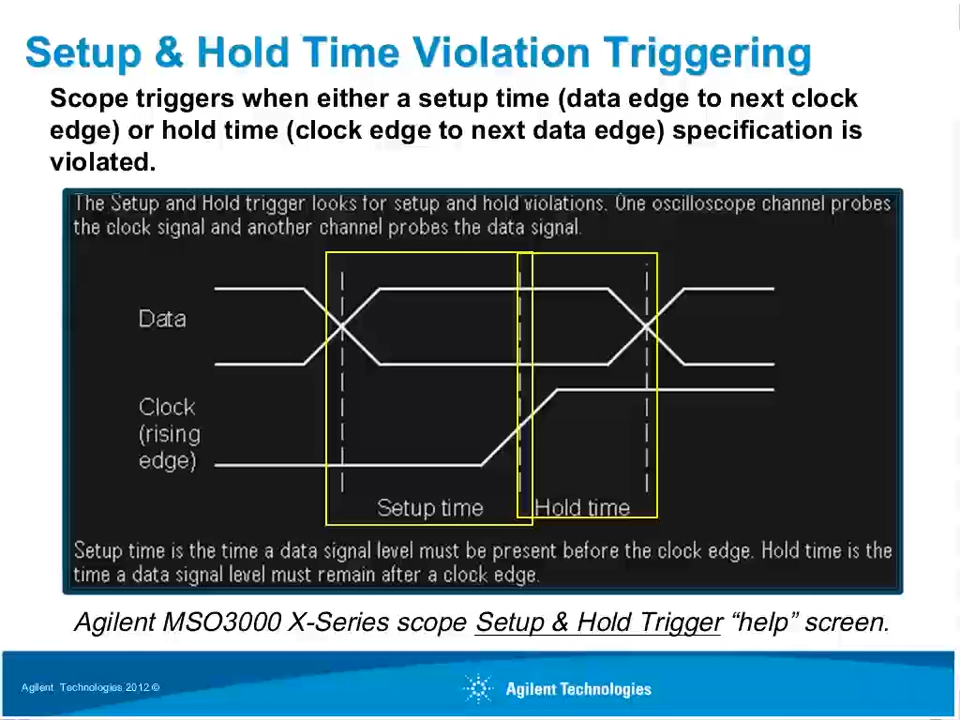 Setup & Hold Time Violation Triggering
Scope triggers when either a setup time (data edge to next clock
edge) or hold time (clock edge to next data edge) specification is
violated.
The Setup and Hold trigger looks for setup and hold violations. One oscilloscope channel probes
the clock signal and another channel probes the data signal.
Data
Clock
(rising
edge)
Setup time
Hold time
Setup time is the time a data signal level must be present before the clock edge. Hold time is the
time a data signal level must remain after a clock edge.
Agilent MSO3000 X-Series scope Setup & Hold Trigger “help” screen.
Agilent Technologies 2012 ©
Agilent Technologies